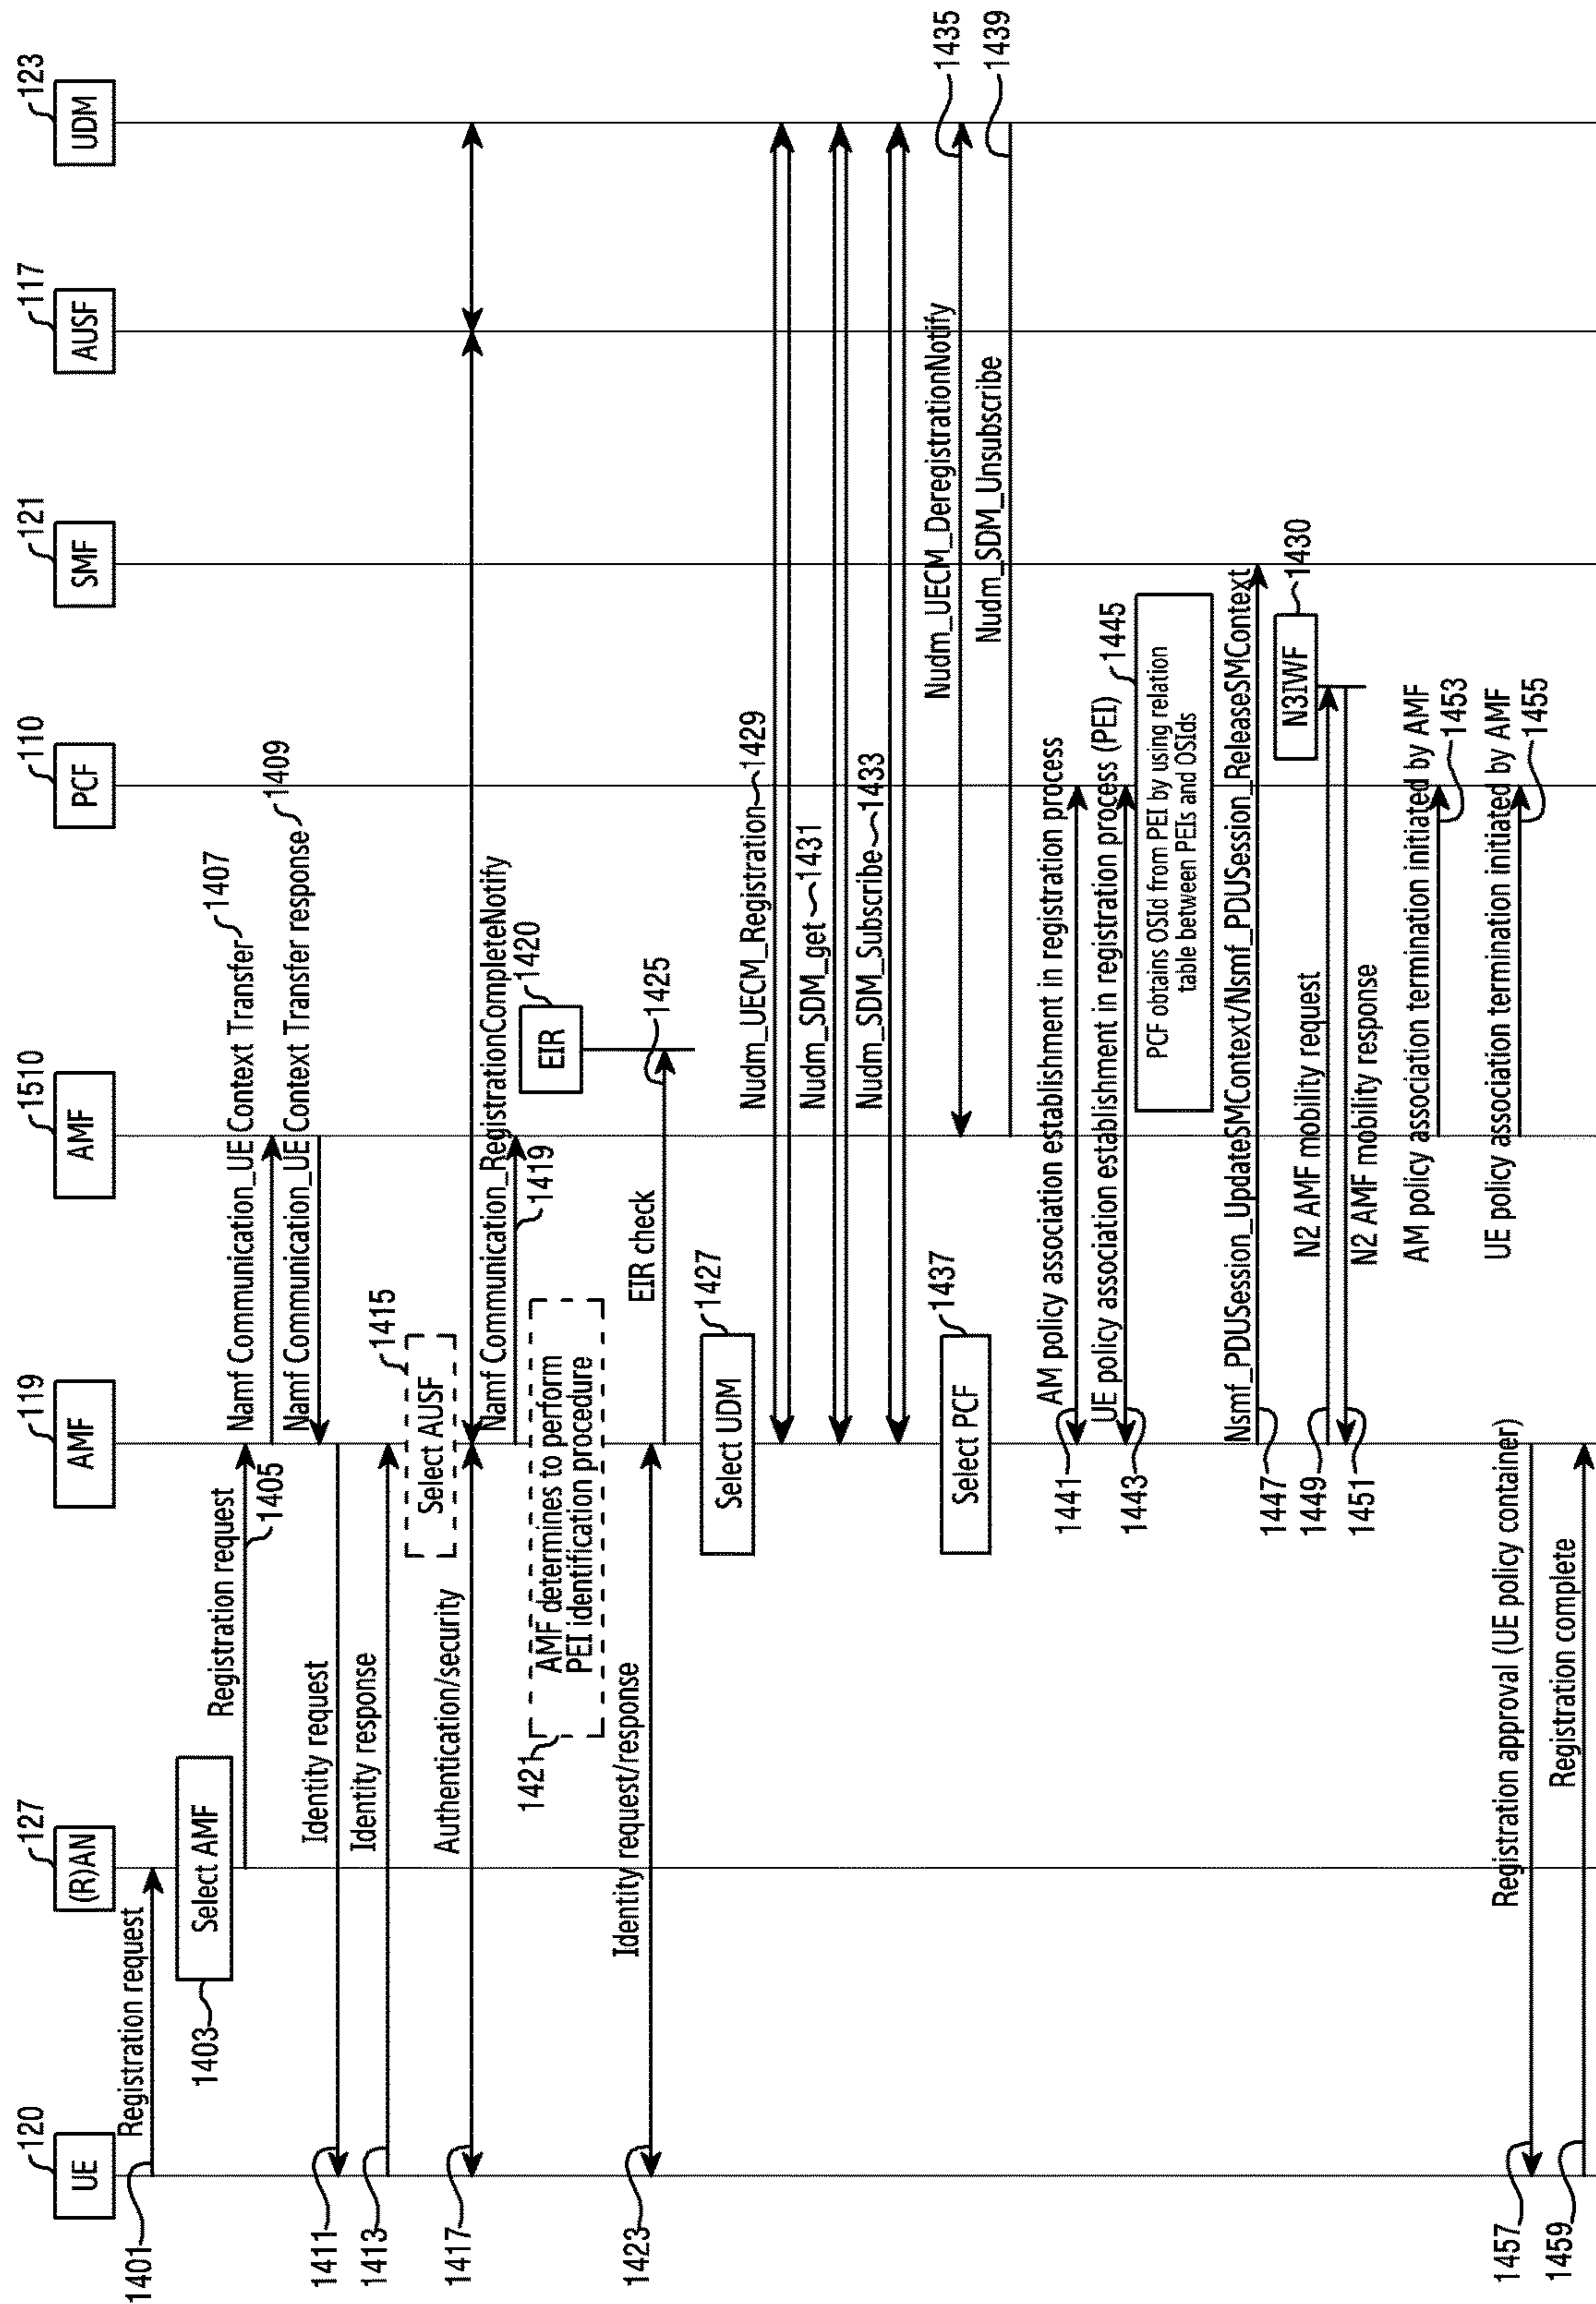 120
UE
127
(R)AN
119
AMF
1510
AMF
110
PCF
121
SMF
117
AUSF
123
UDM
1401
Registration request
1403
Select AMF
Registration request
1405
Namf Communication_UE Context Transfer
1407
Namf Communication_UE Context Transfer response
1409
1411
Identity request
1413
Identity response
Select AUSF
1415
1417
Authentication/security
Namf Communication_RegistrationCompleteNotify
1419
EIR
1420
1421
AMF determines to perform
PEI identification procedure
1423
Identity request/response
EIR check
1425
Select UDM
1427
Nudm_UECM_Registration
1429
Nudm_SDM_get
1431
Nudm_SDM_Subscribe
1433
Nudm_UECM_DeregistrationNotify
1435
Select PCF
1437
Nudm_SDM_Unsubscribe
1439
1441
AM policy association establishment in registration process
1443
UE policy association establishment in registration process (PEI)
1445
PCF obtains OSId from PEI by using relation
table between PEIs and OSIds
1447
Nsmf_PDUSession_UpdateSMContext/Nsmf_PDUSession_ReleaseSMContext
N3IWF
1430
1449
N2 AMF mobility request
1451
N2 AMF mobility response
AM policy association termination initiated by AMF
1453
UE policy association termination initiated by AMF
1455
1457
Registration approval (UE policy container)
1459
Registration complete